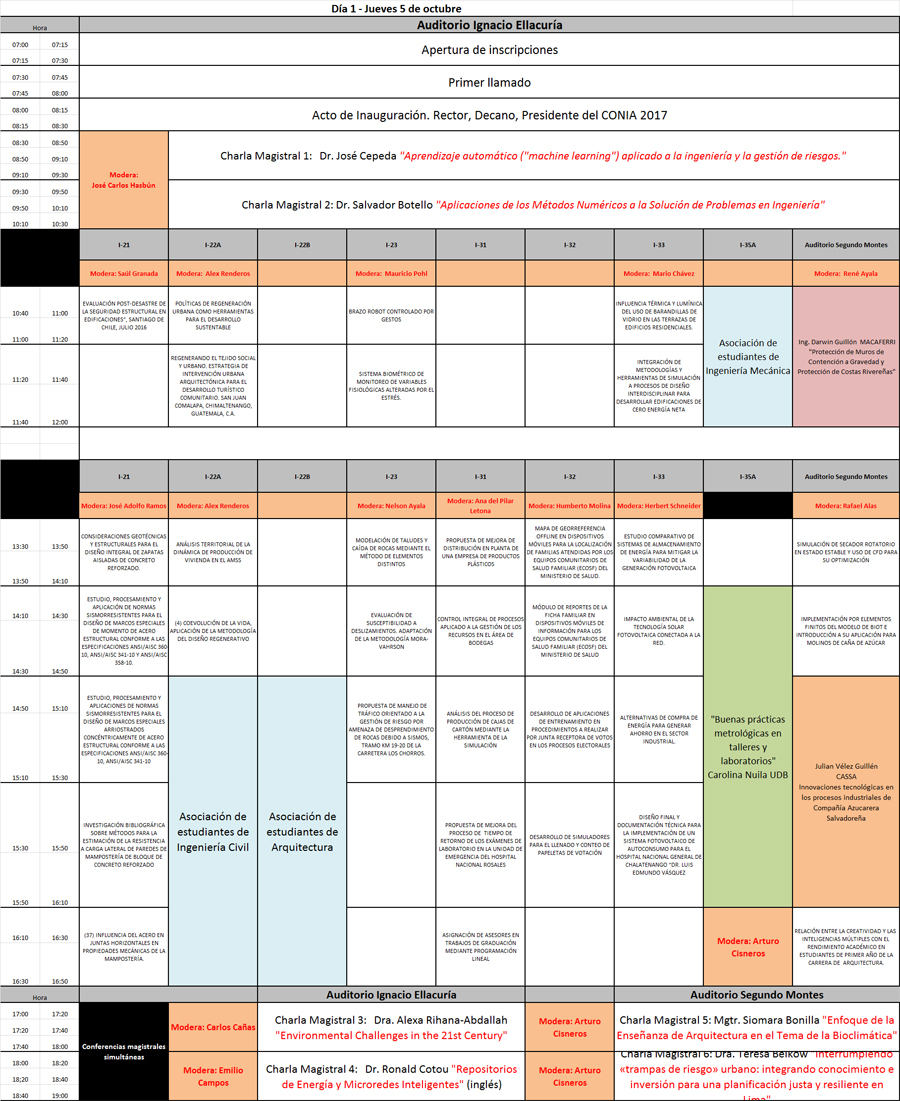 Día 1 - Jueves 5 de octubre
Hora
Auditorio Ignacio Ellacuría
07:00 07:15
Apertura de inscripciones
07:15 07:30
07:30 07:45
Primer llamado
07:45 08:00
08:00 08:15
Acto de Inauguración. Rector, Decano, Presidente del CONIA 2017
08:15 08:30
08:30 08:50
08:50 09:10
09:10 09:30
Modera:
José Carlos Hasbún
Charla Magistral 1: Dr. José Cepeda "Aprendizaje automático ("machine learning") aplicado a la ingeniería y la gestión de riesgos."
09:30 09:50
09:50 10:10
10:10 10:30
Charla Magistral 2: Dr. Salvador Botello "Aplicaciones de los Métodos Numéricos a la Solución de Problemas en Ingeniería"
I-21 I-22A I-22B I-23 I-31 I-32 I-33 I-35A Auditorio Segundo Montes
Modera: Saúl Granada Modera: Alex Renderos Modera: Mauricio Pohl Modera: Mario Chávez Modera: René Ayala
10:40 11:00
11:00 11:20
EVALUACIÓN POST-DESASTRE DE
LA SEGURIDAD ESTRUCTURAL EN
EDIFICACIONES", SANTIAGO DE
CHILE, JULIO 2016
POLÍTICAS DE REGENERACIÓN
URBANA COMO HERRAMIENTAS
PARA EL DESARROLLO
SUSTENTABLE
BRAZO ROBOT CONTROLADO POR
GESTOS
INFLUENCIA TÉRMICA Y LUMÍNICA
DEL USO DE BARANDILLAS DE
VIDRIO EN LAS TERRAZAS DE
EDIFICIOS RESIDENCIALES.
Asociación de
estudiantes de
Ingeniería Mecánica
Ing. Darwin Guillón MACAFERRI
"Protección de Muros de
Contención a Gravedad y
Protección de Costas Rivereñas"
11:20 11:40
11:40 12:00
REGENERANDO EL TEJIDO SOCIAL
Y URBANO. ESTRATEGIA DE
INTERVENCIÓN URBANA
ARQUITECTÓNICA PARA EL
DESARROLLO TURÍSTICO
COMUNITARIO. SAN JUAN
COMALAPA, CHIMALTENANGO,
GUATEMALA, C.A.
SISTEMA BIOMÉTRICO DE
MONITOREO DE VARIABLES
FISIOLÓGICAS ALTERADAS POR EL
ESTRÉS.
INTEGRACIÓN DE
METODOLOGÍAS Y
HERRAMIENTAS DE SIMULACIÓN
A PROCESOS DE DISEÑO
INTERDISCIPLINAR PARA
DESARROLLAR EDIFICACIONES DE
CERO ENERGÍA NETA
I-21 I-22A I-22B I-23 I-31 I-32 I-33 I-35A Auditorio Segundo Montes
Modera: José Adolfo Ramos Modera: Alex Renderos Modera: Nelson Ayala Modera: Ana del Pilar
Letona
Modera: Humberto Molina Modera: Herbert Schneider Modera: Rafael Alas
13:30 13:50
13:50 14:10
CONSIDERACIONES GEOTÉCNICAS
Y ESTRUCTURALES PARA EL
DISEÑO INTEGRAL DE ZAPATAS
AISLADAS DE CONCRETO
REFORZADO.
ANÁLISIS TERRITORIAL DE LA
DINÁMICA DE PRODUCCIÓN DE
VIVIENDA EN EL AMSS
MODELACIÓN DE TALUDES Y
CAÍDA DE ROCAS MEDIANTE EL
MÉTODO DE ELEMENTOS
DISTINTOS
PROPUESTA DE MEJORA DE
DISTRIBUCIÓN EN PLANTA DE
UNA EMPRESA DE PRODUCTOS
PLÁSTICOS
MAPA DE GEORREFERENCIA
OFFLINE EN DISPOSITIVOS
MÓVILES PARA LA LOCALIZACIÓN
DE FAMILIAS ATENDIDAS POR LOS
EQUIPOS COMUNITARIOS DE
SALUD FAMILIAR (ECOSF) DEL
MINISTERIO DE SALUD.
ESTUDIO COMPARATIVO DE
SISTEMAS DE ALMACENAMIENTO
DE ENERGÍA PARA MITIGAR LA
VARIABILIDAD DE LA
GENERACIÓN FOTOVOLTAICA
SIMULACIÓN DE SECADOR ROTATORIO
EN ESTADO ESTABLE Y USO DE CFD PARA
SU OPTIMIZACIÓN
14:10 14:30
14:30 14:50
ESTUDIO, PROCESAMIENTO Y
APLICACIÓN DE NORMAS
SISMORRESISTENTES PARA EL
DISEÑO DE MARCOS ESPECIALES
DE MOMENTO DE ACERO
ESTRUCTURAL CONFORME A LAS
ESPECIFICACIONES ANSI/AISC 360-
10, ANSI/AISC 341-10 Y ANSI/AISC
358-10.
(4) COEVOLUCIÓN DE LA VIDA,
APLICACIÓN DE LA METODOLOGÍA
DEL DISEÑO REGENERATIVO
EVALUACIÓN DE
SUSCEPTIBILIDAD A
DESLIZAMIENTOS. ADAPTACIÓN
DE LA METODOLOGÍA MORA-
VAHRSON
CONTROL INTEGRAL DE PROCESOS
APLICADO A LA GESTIÓN DE LOS
RECURSOS EN EL ÁREA DE
BODEGAS
MÓDULO DE REPORTES DE LA
FICHA FAMILIAR EN
DISPOSITIVOS MÓVILES DE
INFORMACIÓN PARA LOS
EQUIPOS COMUNITARIOS DE
SALUD FAMILIAR (ECOSF) DEL
MINISTERIO DE SALUD
IMPACTO AMBIENTAL DE LA
TECNOLOGÍA SOLAR
FOTOVOLTAICA CONECTADA A LA
RED.
"Buenas prácticas
metrológicas en
talleres y
laboratorios"
Carolina Nuila UDB
IMPLEMENTACIÓN POR ELEMENTOS
FINITOS DEL MODELO DE BIOT E
INTRODUCCIÓN A SU APLICACIÓN PARA
MOLINOS DE CAÑA DE AZÚCAR
14:50 15:10
15:10 15:30
ESTUDIO, PROCESAMIENTO Y
APLICACIONES DE NORMAS
SISMORRESISTENTES PARA EL
DISEÑO DE MARCOS ESPECIALES
ARRIOSTRADOS
CONCÉNTRICAMENTE DE ACERO
ESTRUCTURAL CONFORME A LAS
ESPECIFICACIONES ANSI/AISC 360-
10, ANSI/AISC 341-10
Asociación de
estudiantes de
Ingeniería Civil
Asociación de
estudiantes de
Arquitectura
PROPUESTA DE MANEJO DE
TRÁFICO ORIENTADO A LA
GESTIÓN DE RIESGO POR
AMENAZA DE DESPRENDIMIENTO
DE ROCAS DEBIDO A SISMOS,
TRAMO KM 19-20 DE LA
CARRETERA LOS CHORROS.
ANÁLISIS DEL PROCESO DE
PRODUCCIÓN DE CAJAS DE
CARTÓN MEDIANTE LA
HERRAMIENTA DE LA
SIMULACIÓN
DESARROLLO DE APLICACIONES
DE ENTRENAMIENTO EN
PROCEDIMIENTOS A REALIZAR
POR JUNTA RECEPTORA DE VOTOS
EN LOS PROCESOS ELECTORALES
ALTERNATIVAS DE COMPRA DE
ENERGÍA PARA GENERAR
AHORRO EN EL SECTOR
INDUSTRIAL.
Julian Vélez Guillén
CASSA
Innovaciones tecnológicas en
los procesos industriales de
Compañía Azucarera
Salvadoreña
15:30 15:50
15:50 16:10
INVESTIGACIÓN BIBLIOGRÁFICA
SOBRE MÉTODOS PARA LA
ESTIMACIÓN DE LA RESISTENCIA
A CARGA LATERAL DE PAREDES DE
MAMPOSTERÍA DE BLOQUE DE
CONCRETO REFORZADO
PROPUESTA DE MEJORA DEL
PROCESO DE TIEMPO DE
RETORNO DE LOS EXÁMENES DE
LABORATORIO EN LA UNIDAD DE
EMERGENCIA DEL HOSPITAL
NACIONAL ROSALES
DESARROLLO DE SIMULADORES
PARA EL LLENADO Y CONTEO DE
PAPELETAS DE VOTACIÓN
DISEÑO FINAL Y
DOCUMENTACIÓN TÉCNICA PARA
LA IMPLEMENTACIÓN DE UN
SISTEMA FOTOVOLTAICO DE
AUTOCONSUMO PARA EL
HOSPITAL NACIONAL GENERAL DE
CHALATENANGO "DR. LUIS
EDMUNDO VÁSQUEZ
16:10 16:30
16:30 16:50
(37) INFLUENCIA DEL ACERO EN
JUNTAS HORIZONTALES EN
PROPIEDADES MECÁNICAS DE LA
MAMPOSTERÍA.
ASIGNACIÓN DE ASESORES EN
TRABAJOS DE GRADUACIÓN
MEDIANTE PROGRAMACIÓN
LINEAL
Modera: Arturo
Cisneros
RELACIÓN ENTRE LA CREATIVIDAD Y LAS
INTELIGENCIAS MÚLTIPLES CON EL
RENDIMIENTO ACADÉMICO EN
ESTUDIANTES DE PRIMER AÑO DE LA
CARRERA DE ARQUITECTURA.
Hora
Auditorio Ignacio Ellacuría
Auditorio Segundo Montes
17:00 17:20
17:20 17:40
17:40 18:00
Conferencias magistrales
simultáneas
Modera: Carlos Cañas
Charla Magistral 3: Dra. Alexa Rihana-Abdallah
"Environmental Challenges in the 21st Century"
Modera: Arturo
Cisneros
Charla Magistral 5: Mgtr. Siomara Bonilla "Enfoque de la
Enseñanza de Arquitectura en el Tema de la Bioclimática"
18:00 18:20
18:20 18:40
18:40 19:00
Modera: Emilio
Campos
Charla Magistral 4: Dr. Ronald Cotou "Repositorios
de Energía y Microredes Inteligentes" (inglés)
Modera: Arturo
Cisneros
Charla Magistral 6: Dra. Teresa Belkow "Interrumpiendo
«trampas de riesgo» urbano: integrando conocimiento e
inversión para una planificación justa y resiliente en
Lima"